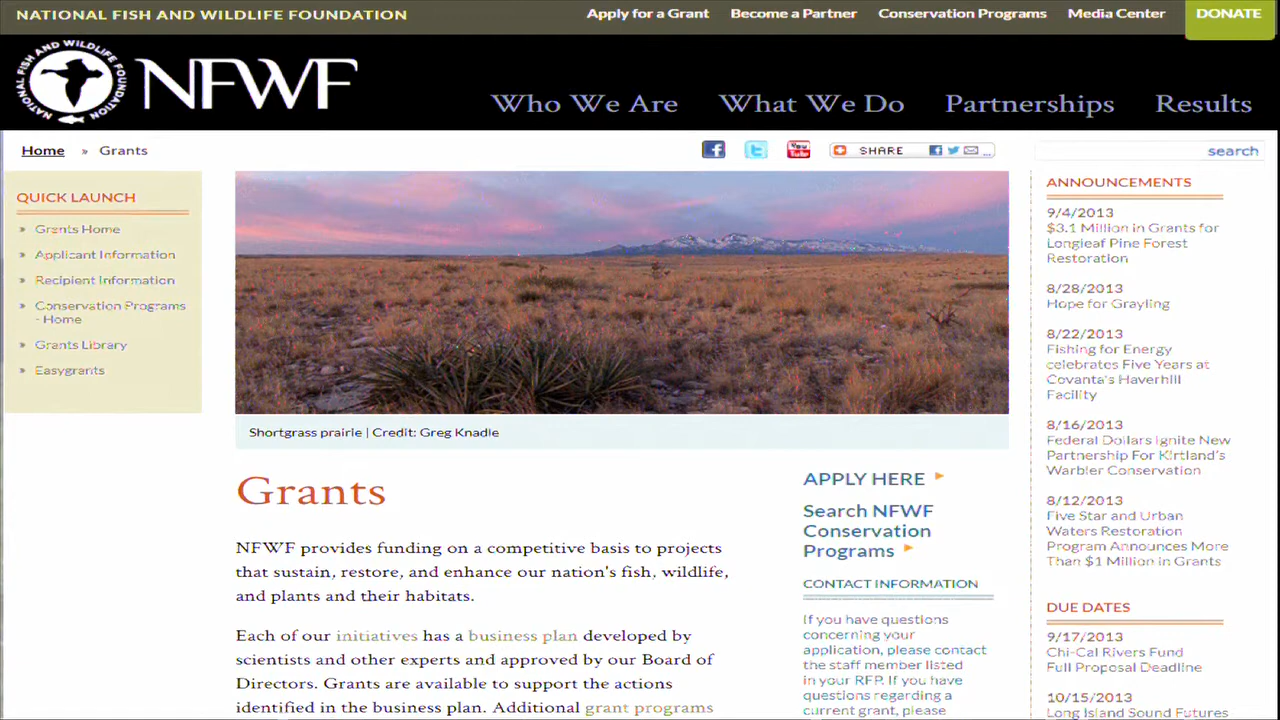 NATIONAL FISH AND WILDLIFE FOUNDATION
Apply for a Grant Become a Partner Conservation Programs Media Center DONATE
NATIONAL FISH AND WILDLIFE FOUNDATION
NFWF
Who We Are What We Do Partnerships Results
Home » Grants
f t You Tube SHARE ...
search
QUICK LAUNCH
» Grants Home
» Applicant Information
» Recipient Information
» Conservation Programs
- Home
» Grants Library
» Easygrants
Shortgrass prairie | Credit: Greg Knadle
Grants
NFWF provides funding on a competitive basis to projects
that sustain, restore, and enhance our nation's fish, wildlife,
and plants and their habitats.
Each of our initiatives has a business plan developed by
scientists and other experts and approved by our Board of
Directors. Grants are available to support the actions
identified in the business plan. Additional grant programs
APPLY HERE
Search NFWF
Conservation
Programs
CONTACT INFORMATION
If you have questions
concerning your
application, please contact
the staff member listed
in your RFP. If you have
questions regarding a
current grant, please
ANNOUNCEMENTS
9/4/2013
$3.1 Million in Grants for
Longleaf Pine Forest
Restoration
8/28/2013
Hope for Grayling
8/22/2013
Fishing for Energy
celebrates Five Years at
Covanta's Haverhill
Facility
8/16/2013
Federal Dollars Ignite New
Partnership For Kirtland's
Warbler Conservation
8/12/2013
Five Star and Urban
Waters Restoration
Program Announces More
Than $1 Million in Grants
DUE DATES
9/17/2013
Chi-Cal Rivers Fund
Full Proposal Deadline
10/15/2013
Long Island Sound Futures